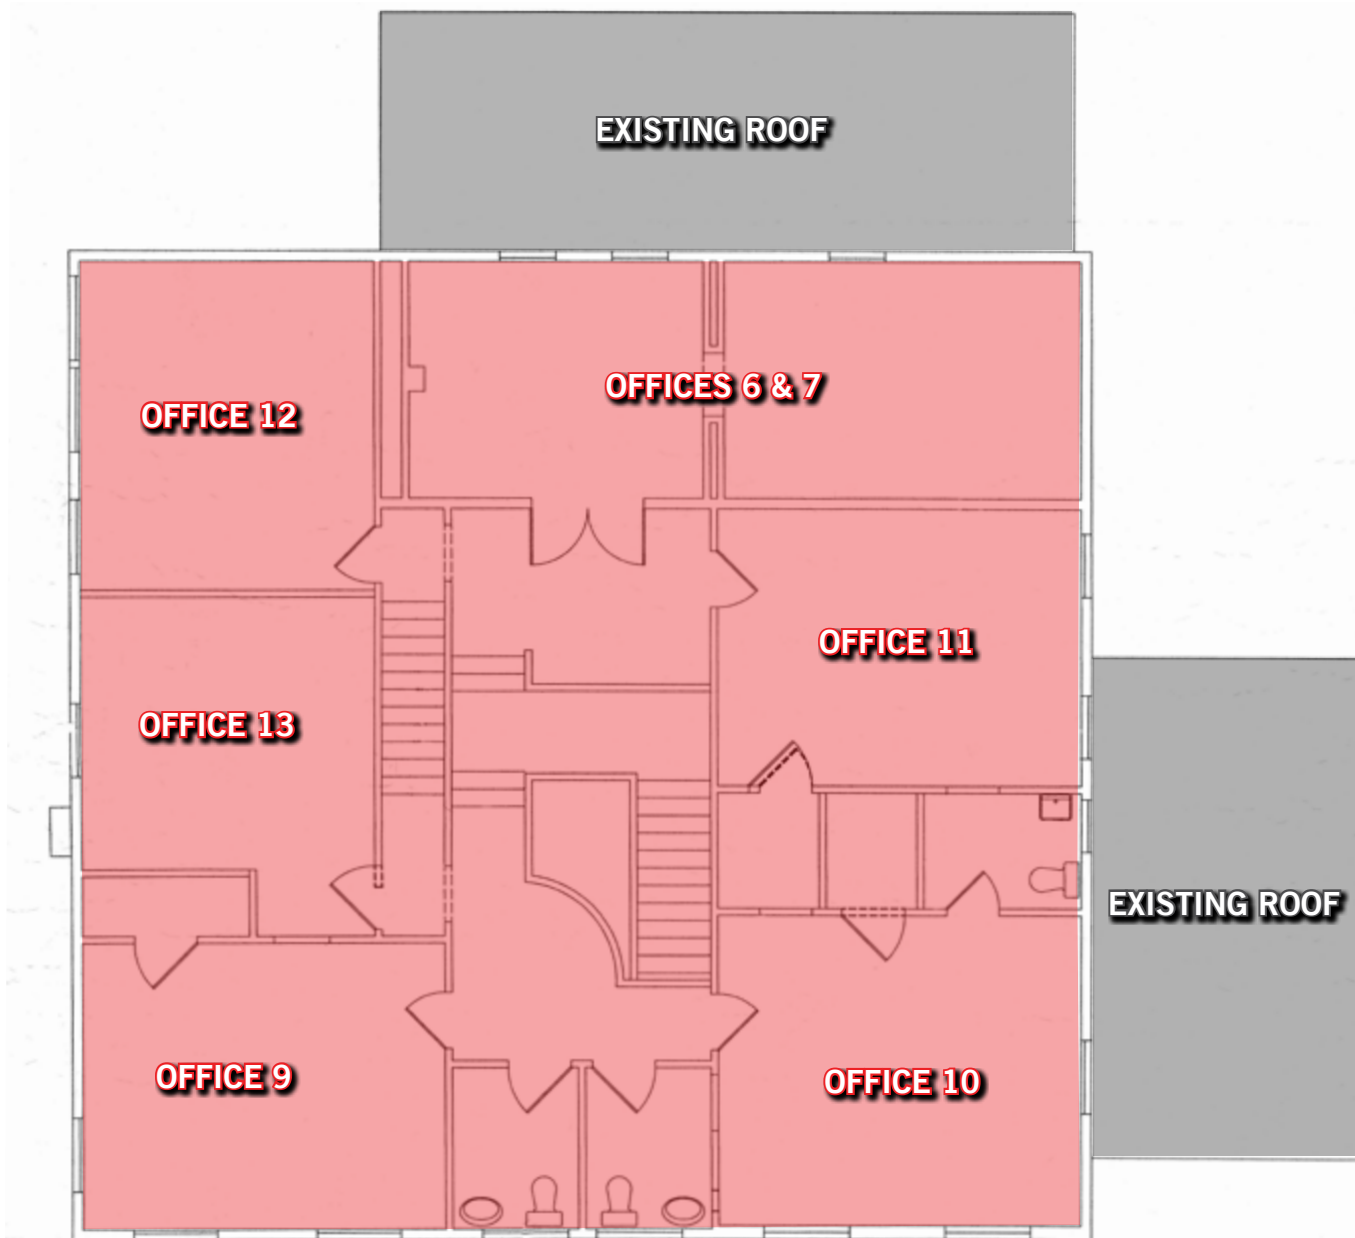 EXISTING ROOF
OFFICES 6 & 7
OFFICE 12
OFFICE 11
OFFICE 13
EXISTING ROOF
OFFICE 9
OFFICE 10